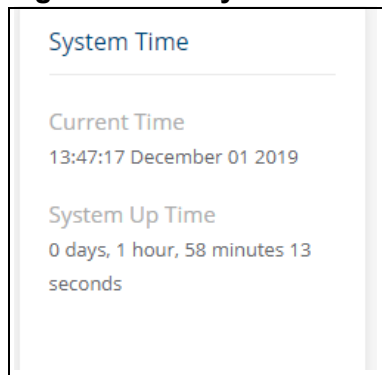 System Time
Current Time
13:47:17 December 01 2019
System Up Time
0 days, 1 hour, 58 minutes 13
seconds